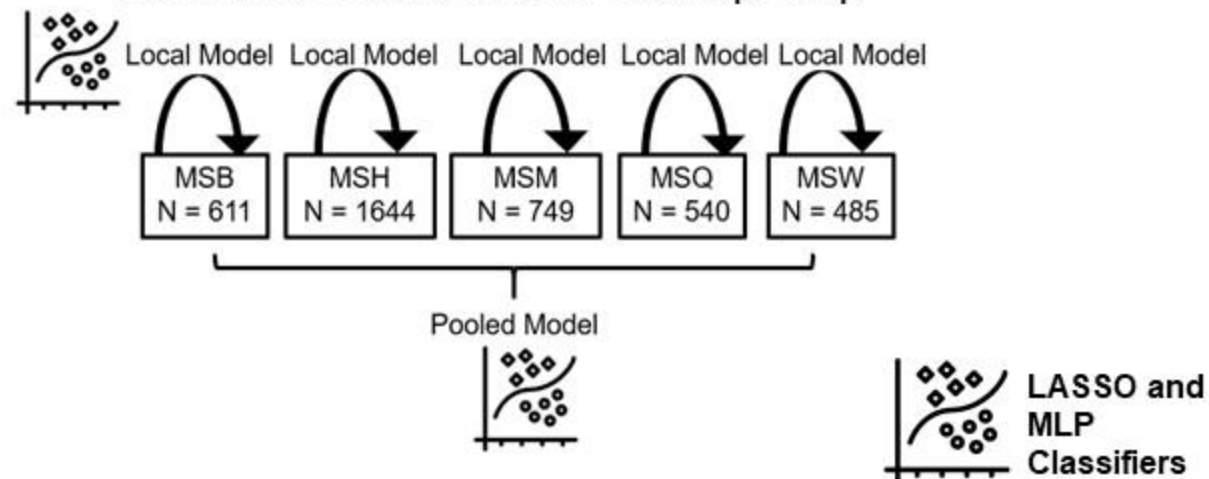 Local Model Local Model Local Model Local Model Local Model
MSB MSH MSM MSQ MSW
N = 611 N = 1644 N = 749 N = 540 N = 485
Pooled Model
LASSO and
MLP
Classifiers